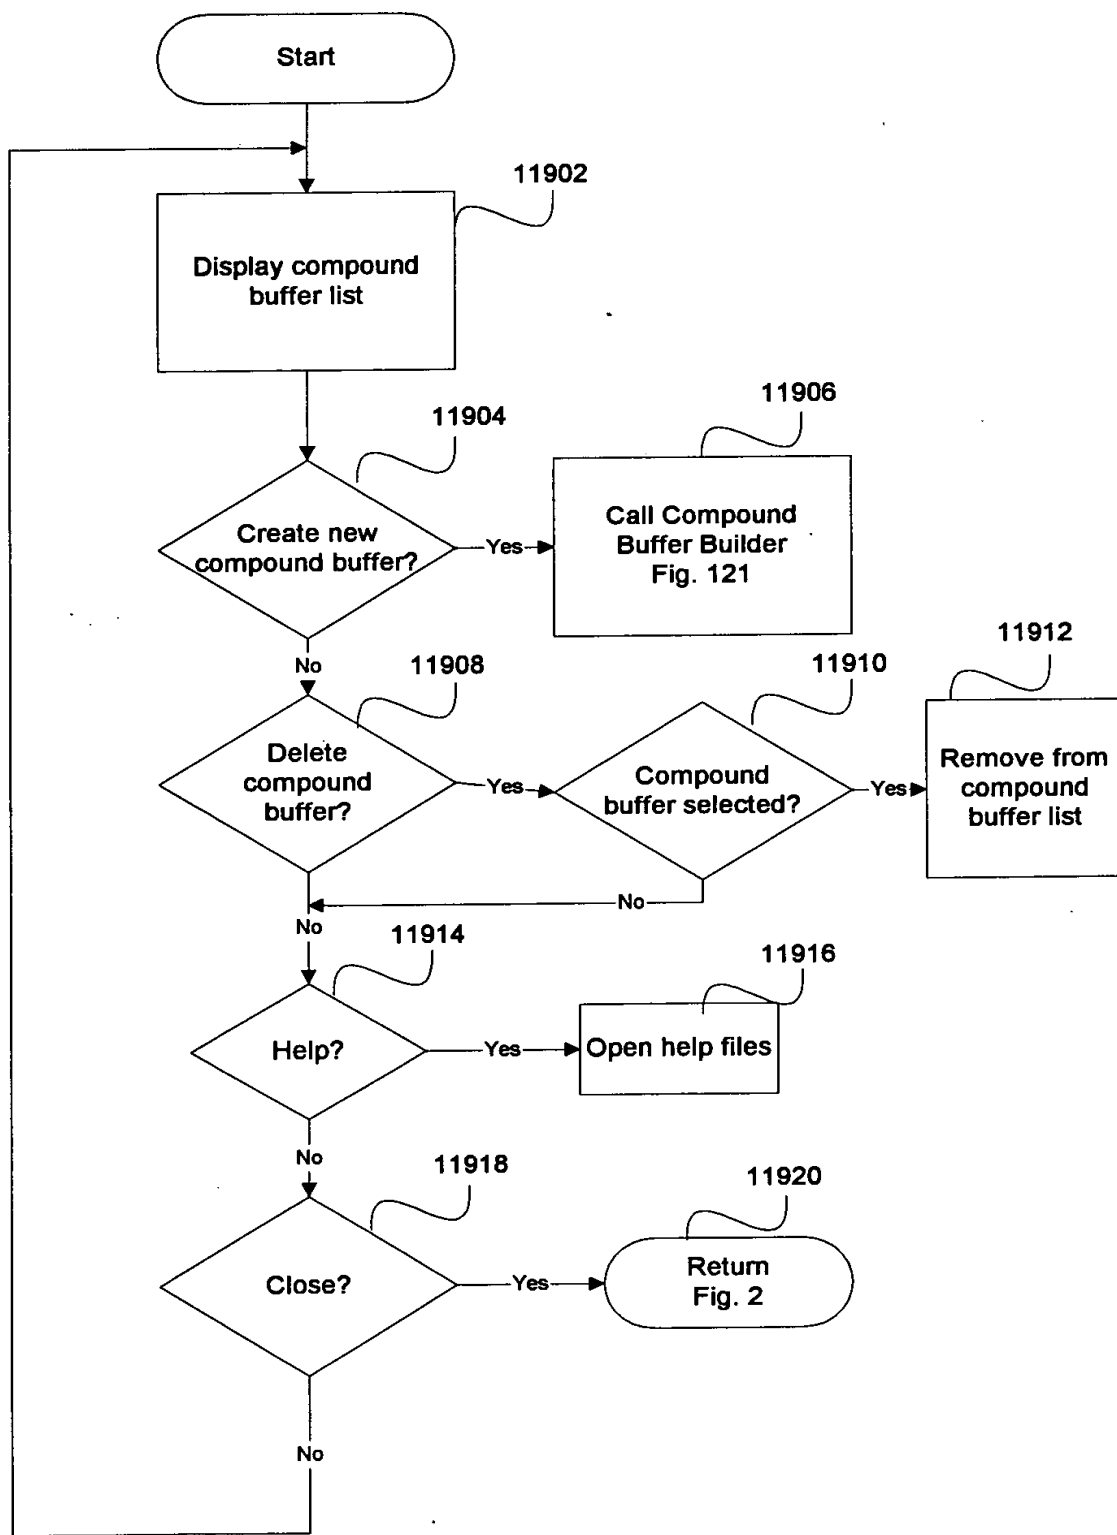 Start
11902
Display compound
buffer list
11904
11906
Create new
compound buffer?
Yes
Call Compound
Buffer Builder
Fig. 121
No
11908
11910
11912
Delete
compound
buffer?
Yes
Compound
buffer selected?
Yes
Remove from
compound
buffer list
No
No
11914
11916
Help?
Yes
Open help files
No
11918
11920
Close?
Yes
Return
Fig. 2
No